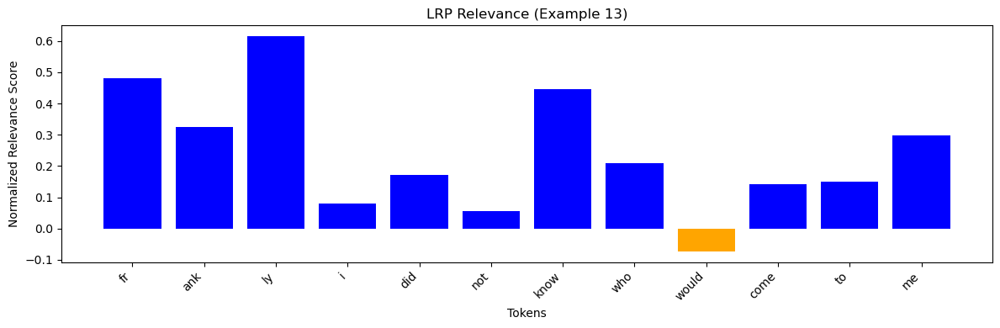 LRP Relevance (Example 13)
Normalized Relevance Score
0.6
0.5
0.4
0.3
0.2
0.1
0.0
−0.1
fr ank ly i did not know who would come to me
Tokens